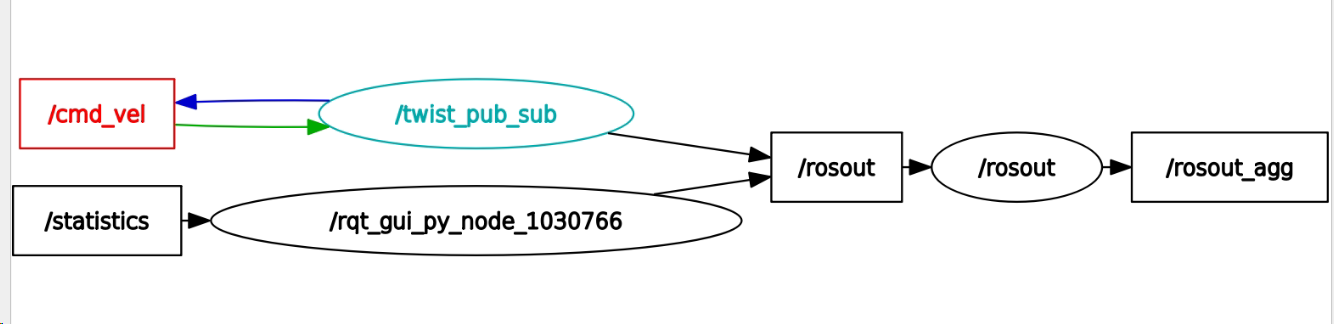 /cmd_vel
/twist_pub_sub
/statistics
/rqt_gui_py_node_1030766
/rosout
/rosout
/rosout_agg